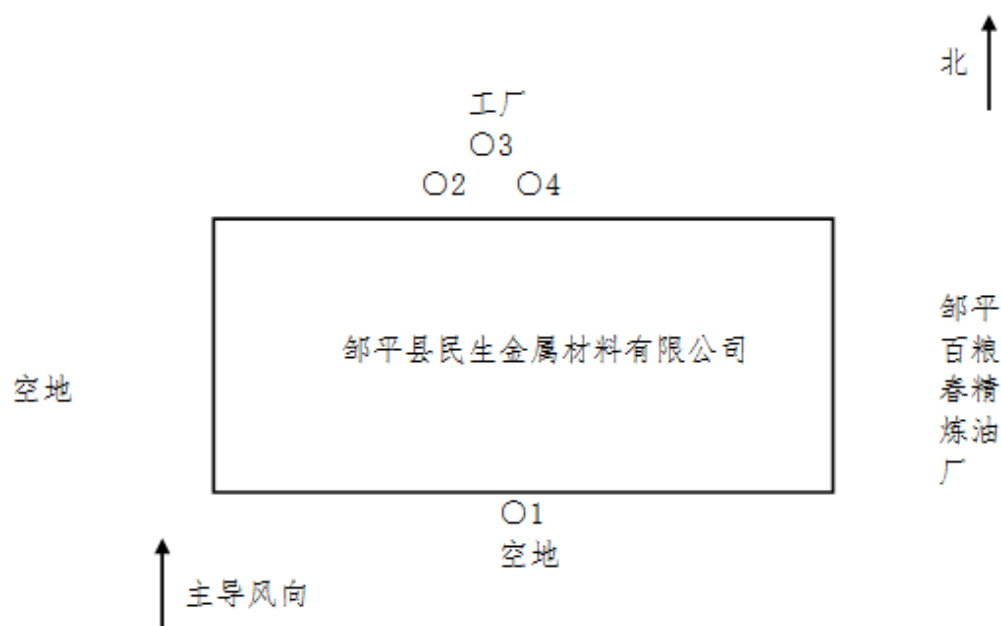 北
工厂
○3
○2 ○4
邹平县民生金属材料有限公司
空地
邹平
百粮
春精
炼油
厂
○1
空地
主导风向